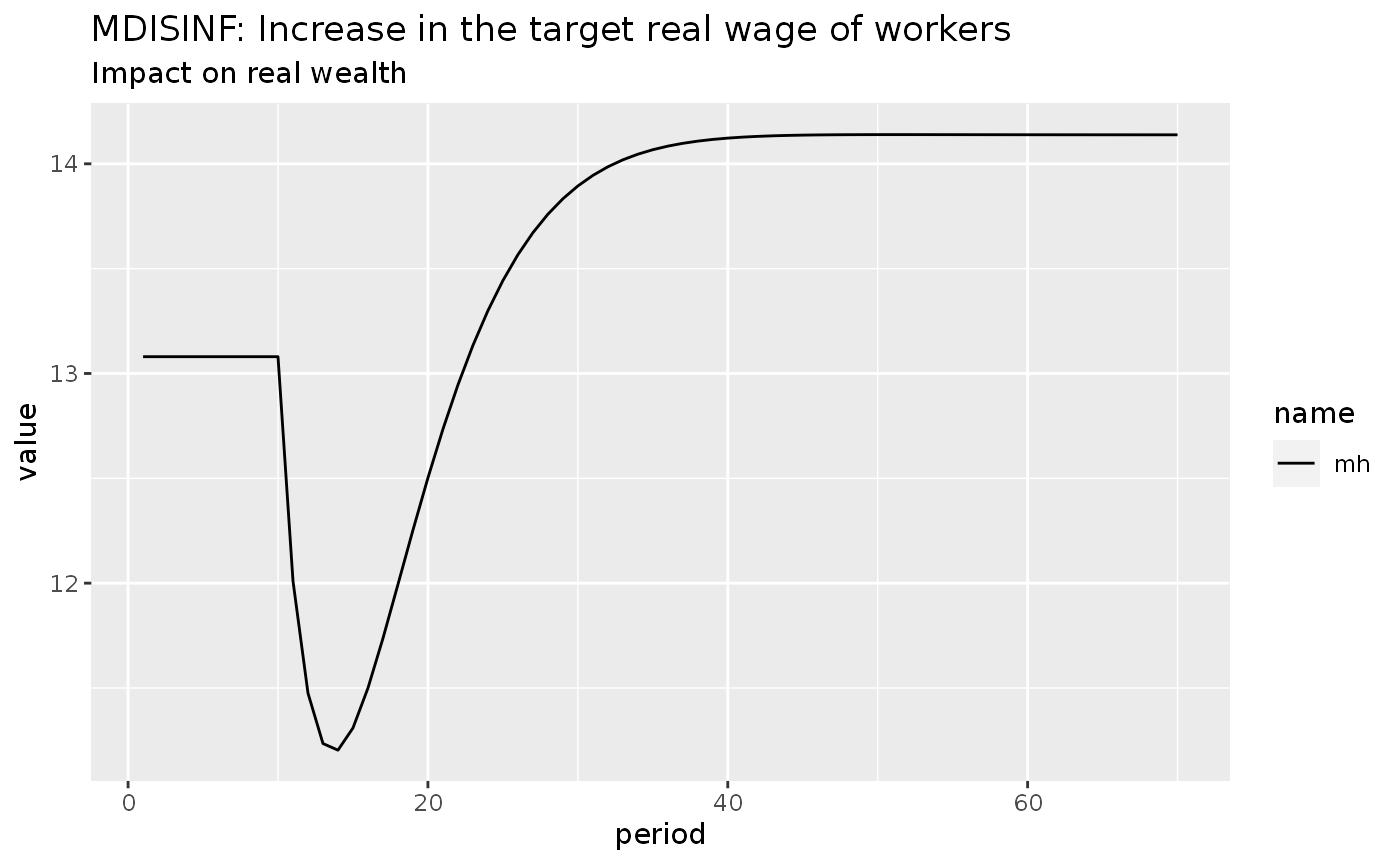 MDISINF: Increase in the target real wage of workers
Impact on real wealth
14
13
12
value
0 20 40 60
period
name
mh